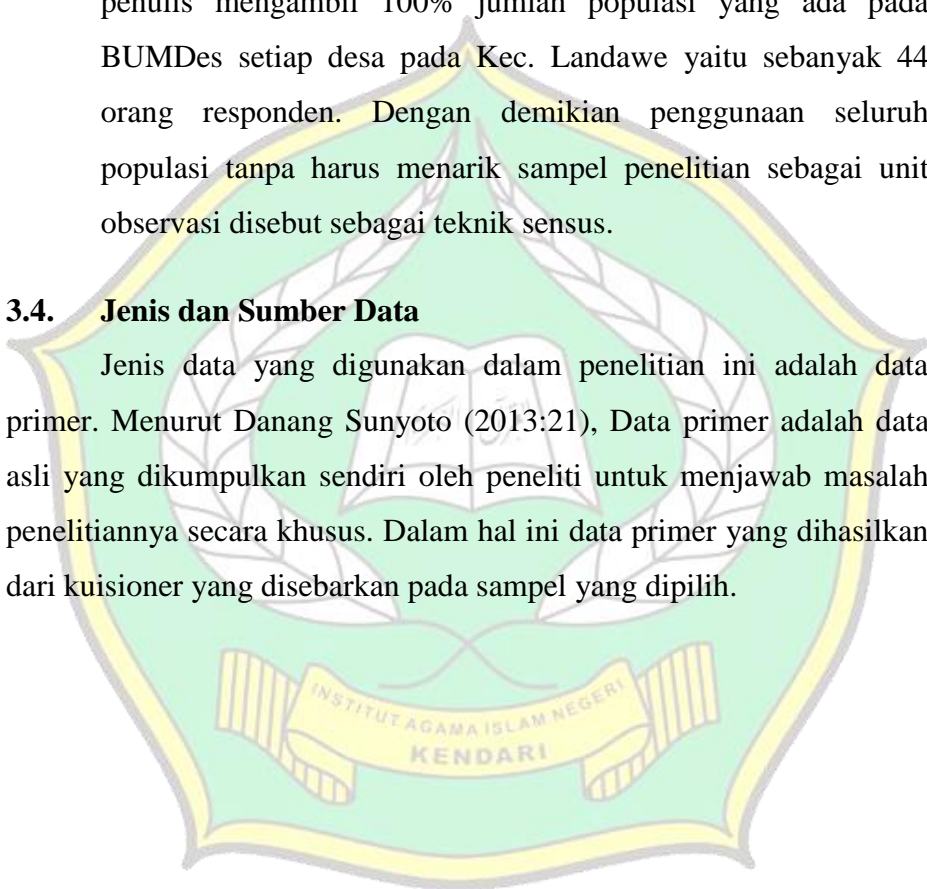 penulis mengambil 100% jumlah populasi yang ada pada
BUMDes setiap desa pada Kec. Landawe yaitu sebanyak 44
orang responden. Dengan demikian penggunaan seluruh
populasi tanpa harus menarik sampel penelitian sebagai unit
observasi disebut sebagai teknik sensus.
3.4. Jenis dan Sumber Data
Jenis data yang digunakan dalam penelitian ini adalah data
primer. Menurut Danang Sunyoto (2013:21), Data primer adalah data
asli yang dikumpulkan sendiri oleh peneliti untuk menjawab masalah
penelitiannya secara khusus. Dalam hal ini data primer yang dihasilkan
dari kuisioner yang disebarkan pada sampel yang dipilih.
INSTITUT AGAMA ISLAM NEGERI
KENDARI